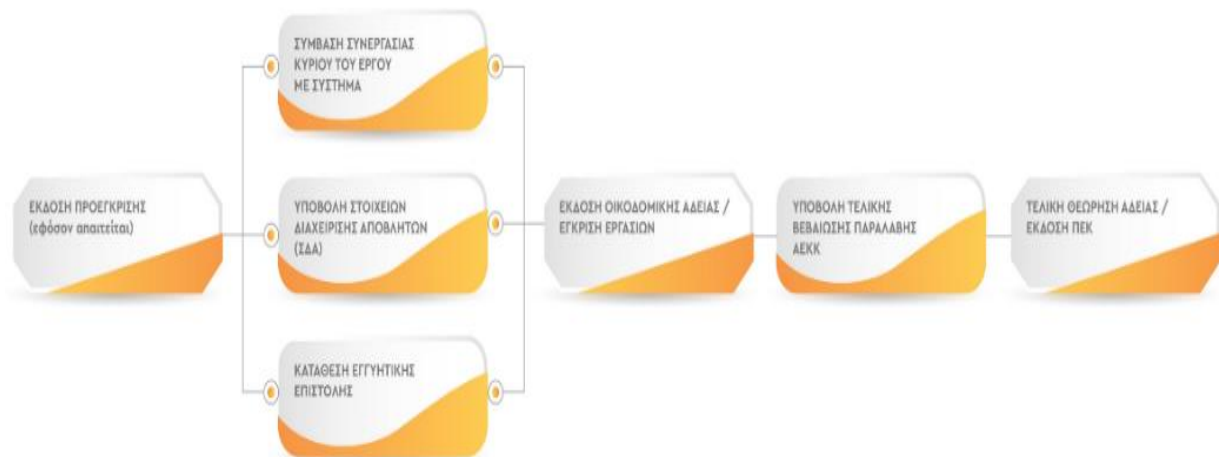 ΣΥΜΒΑΣΗ ΣΥΝΕΡΓΑΣΙΑΣ
ΚΥΡΙΟΥ ΤΟΥ ΕΡΓΟΥ
ΜΕ ΣΥΣΤΗΜΑ
ΕΚΔΟΣΗ ΠΡΟΕΓΚΡΙΣΗΣ
(εφόσον απαιτείται)
ΥΠΟΒΟΛΗ ΣΤΟΙΧΕΙΩΝ
ΔΙΑΧΕΙΡΙΣΗΣ ΑΠΟΒΛΗΤΩΝ
(ΣΔΑ)
ΕΚΔΟΣΗ ΟΙΚΟΔΟΜΙΚΗΣ ΑΔΕΙΑΣ /
ΕΓΚΡΙΣΗ ΕΡΓΑΣΙΩΝ
ΥΠΟΒΟΛΗ ΤΕΛΙΚΗΣ
ΒΕΒΑΙΩΣΗΣ ΠΑΡΑΛΑΒΗΣ
ΑΕΚΚ
ΤΕΛΙΚΗ ΘΕΩΡΗΣΗ ΑΔΕΙΑΣ /
ΕΚΔΟΣΗ ΠΕΚ
ΚΑΤΑΘΕΣΗ ΕΓΓΥΗΤΙΚΗΣ
ΕΠΙΣΤΟΛΗΣ